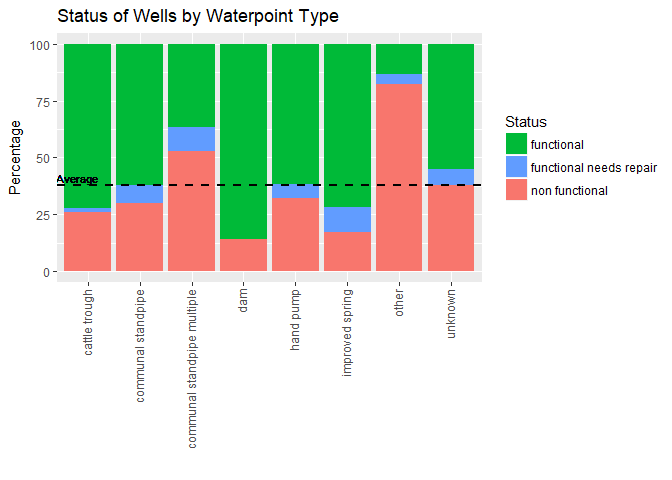 Status of Wells by Waterpoint Type
Percentage
100
75
50
25
0
Average
cattle trough
communal standpipe
communal standpipe multiple
dam
hand pump
improved spring
other
unknown
Status
functional
functional needs repair
non functional